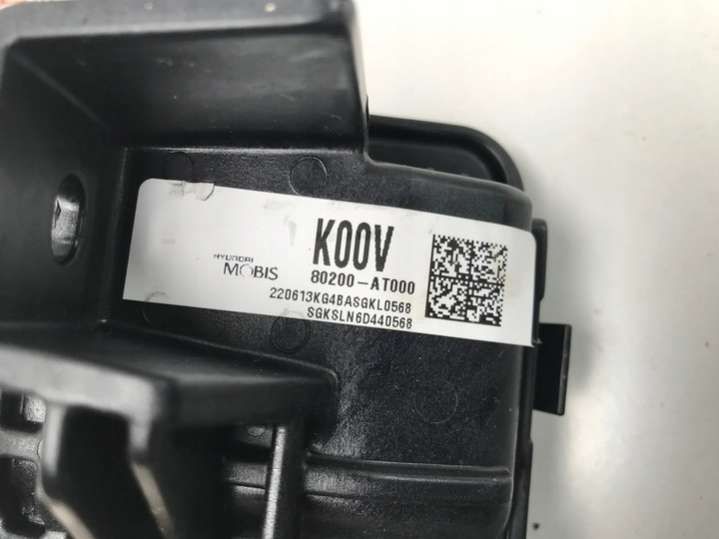 K00V
HYUNDAI
MOBIS
80200-AT000
220613KG4BASGKL0568
SGKSLN6D440568